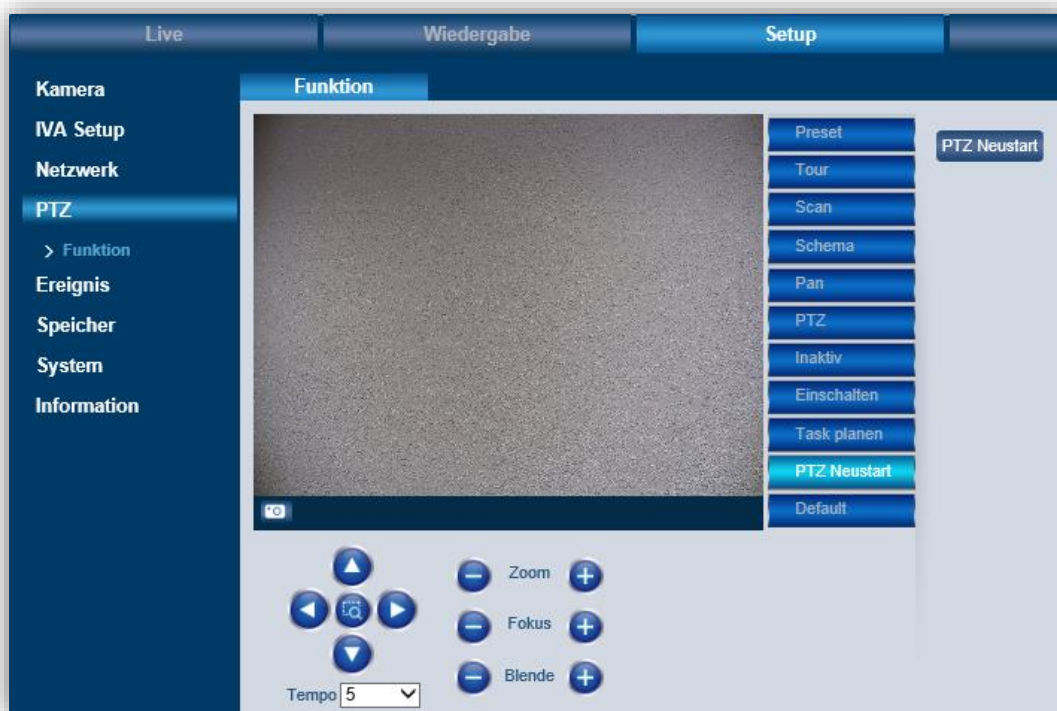 Live
Wiedergabe
Setup
Kamera
IVA Setup
Netzwerk
PTZ
Funktion
Ereignis
Speicher
System
Information
Funktion
Preset
Tour
Scan
Schema
Pan
PTZ
Inaktiv
Einschalten
Task planen
PTZ Neustart
Default
PTZ Neustart
Zoom
Fokus
Blende
Tempo 5